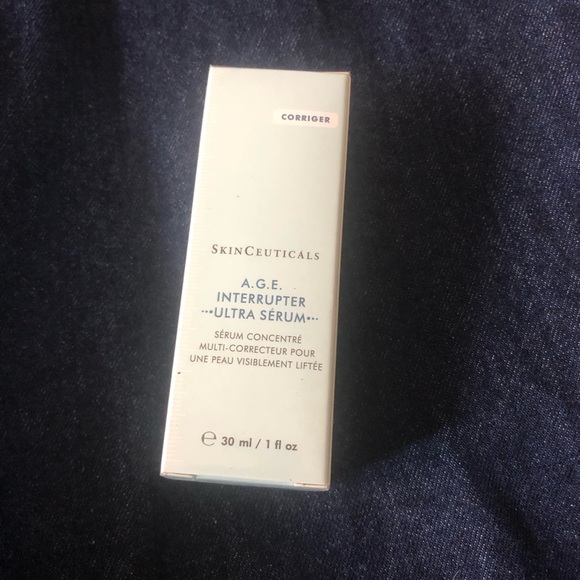 CORRIGER
SKINCEUTICALS
A.G.E.
INTERRUPTER
•••ULTRA SÉRUM•••
SÉRUM CONCENTRÉ
MULTI-CORRECTEUR POUR
UNE PEAU VISIBLEMENT LIFTÉE
℮ 30 ml / 1 fl oz